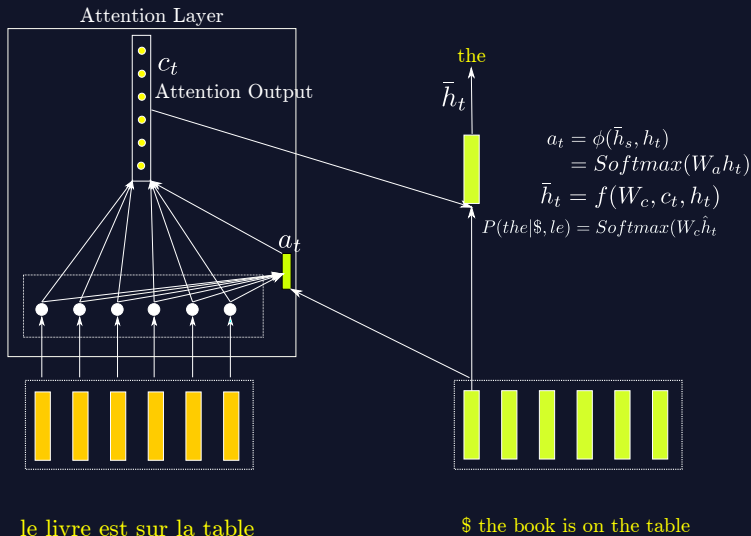 Attention Layer
c_t
Attention Output
a_t
the
h̄_t
a_t = ϕ(h̄_s, h_t)
= Softmax(W_a h_t)
h̄_t = f(W_c, c_t, h_t)
P(the|$, le) = Softmax(W_c ĥ_t
le livre est sur la table
$ the book is on the table